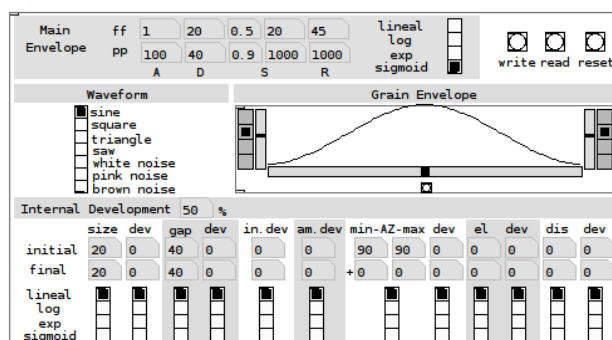 Main ff 1 20 0.5 20 45 lineal
Envelope pp 100 40 0.9 1000 1000 log
exp
A D S R sigmoid
write read reset
Waveform Grain Envelope
sine
square
triangle
saw
white noise
pink noise
brown noise
Internal Development 50 %
size dev gap dev in.dev am.dev min-AZ-max dev el dev dis dev
initial 20 0 40 0 0 0 90 90 0 0 0 0 0
final 20 0 40 0 0 0 +0 0 0 0 0 0 0
lineal
log
exp
sigmoid